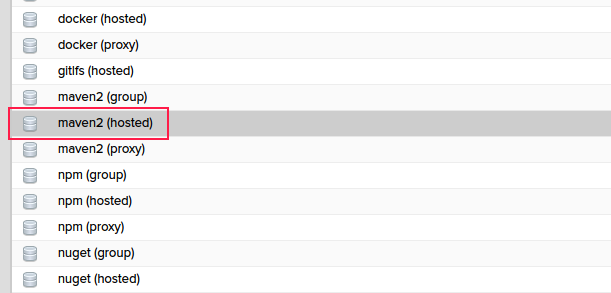 docker (hosted)
docker (proxy)
gitlfs (hosted)
maven2 (group)
maven2 (hosted)
maven2 (proxy)
npm (group)
npm (hosted)
npm (proxy)
nuget (group)
nuget (hosted)